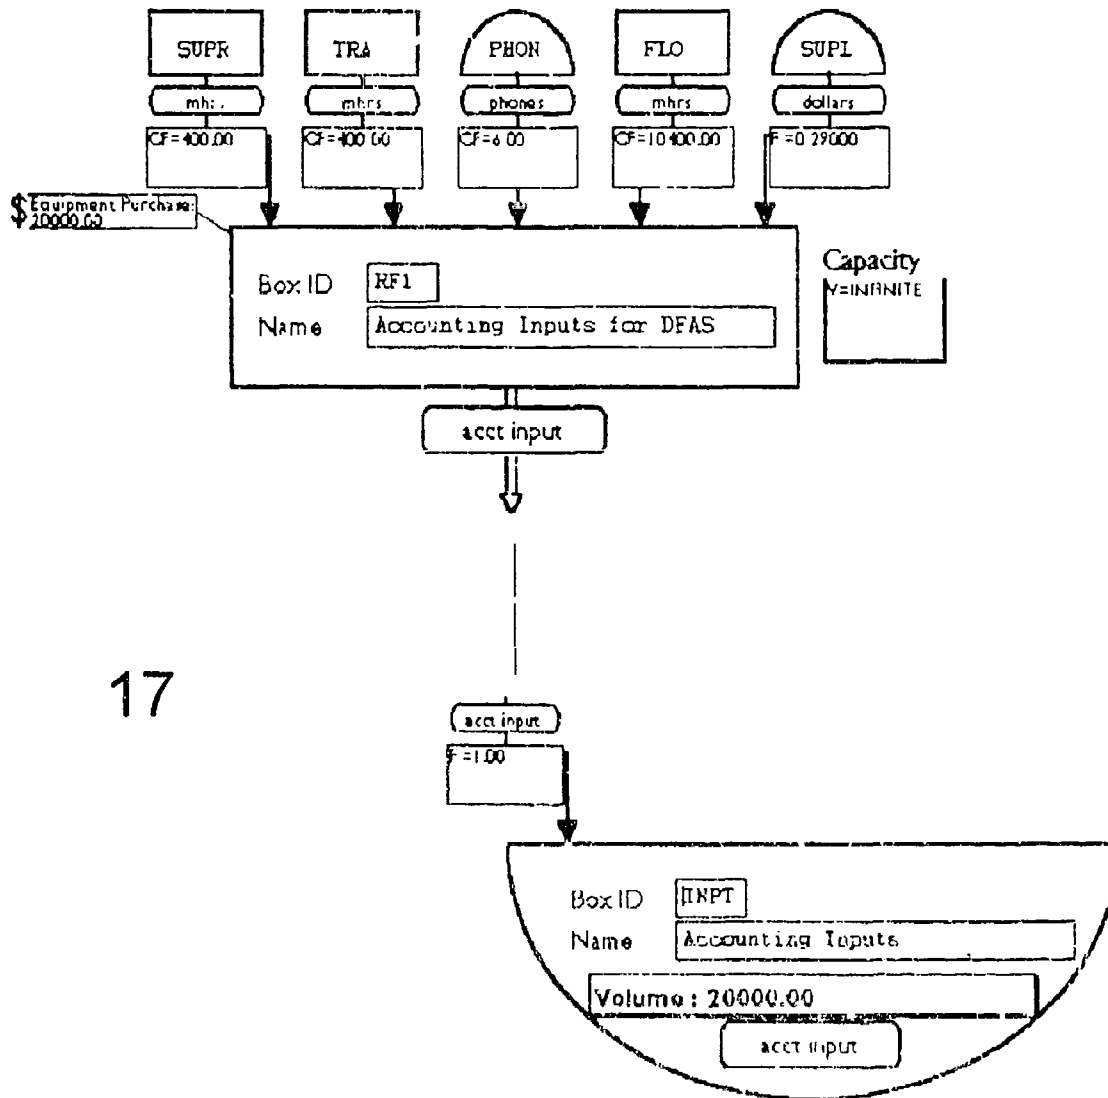 SUPR
TRA
PHON
FLO
SUPL
mhrs
phones
mhrs
dollars
CF=400.00
CF=400.00
CF=6.00
CF=10400.00
F=0.29000
$ Equipment Purchase:
20000.00
Box ID RF1
Name Accounting Inputs for DFAS
Capacity
V=INFINITE
acct input
17
acct input
F=1.00
Box ID INPT
Name Accounting Inputs
Volume : 20000.00
acct input